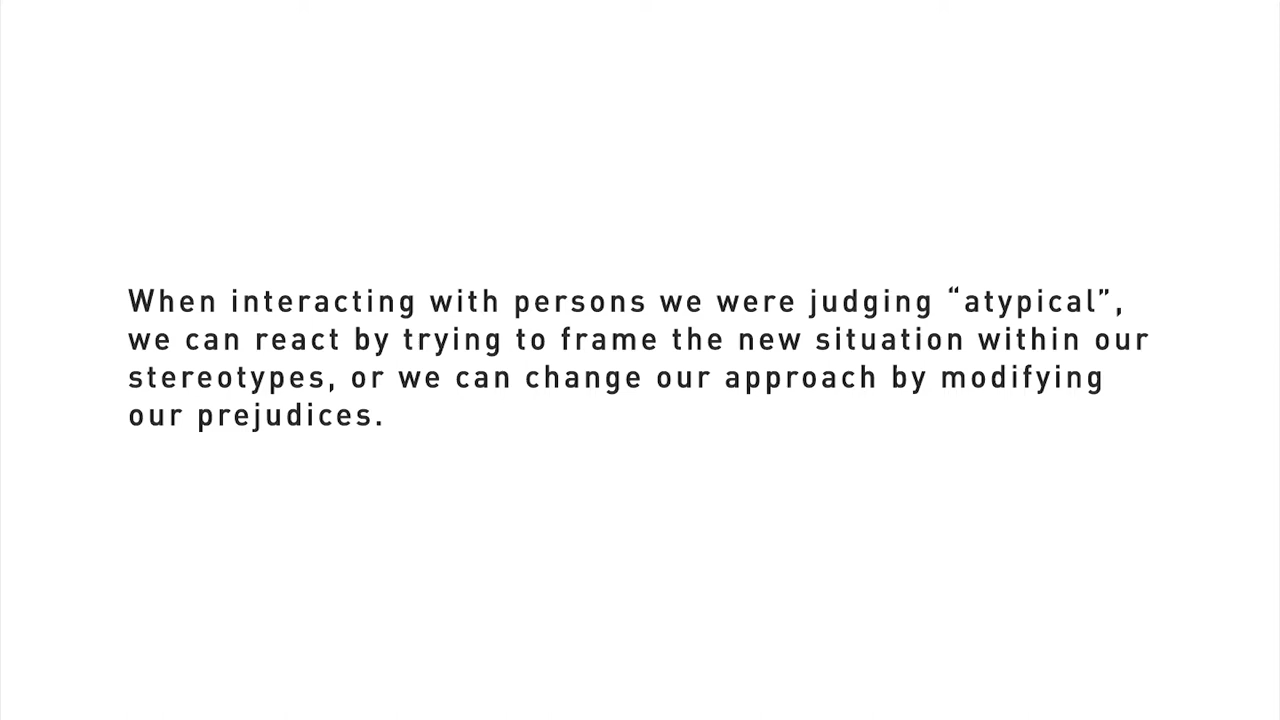 When interacting with persons we were judging “atypical”,
we can react by trying to frame the new situation within our
stereotypes, or we can change our approach by modifying
our prejudices.